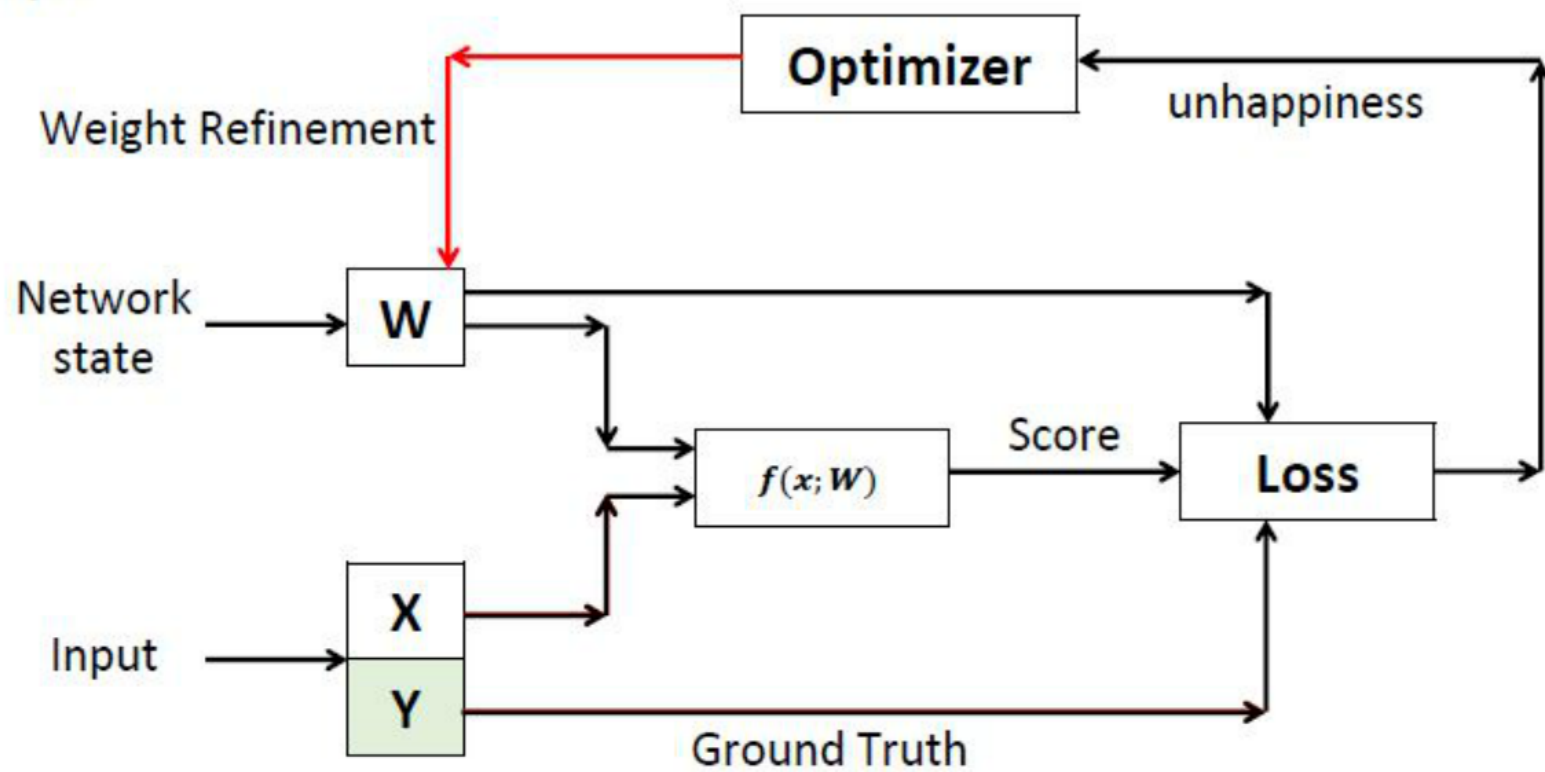 Optimizer
unhappiness
Weight Refinement
Network
state
W
Score
f(x; W)
Loss
X
Input
Y
Ground Truth